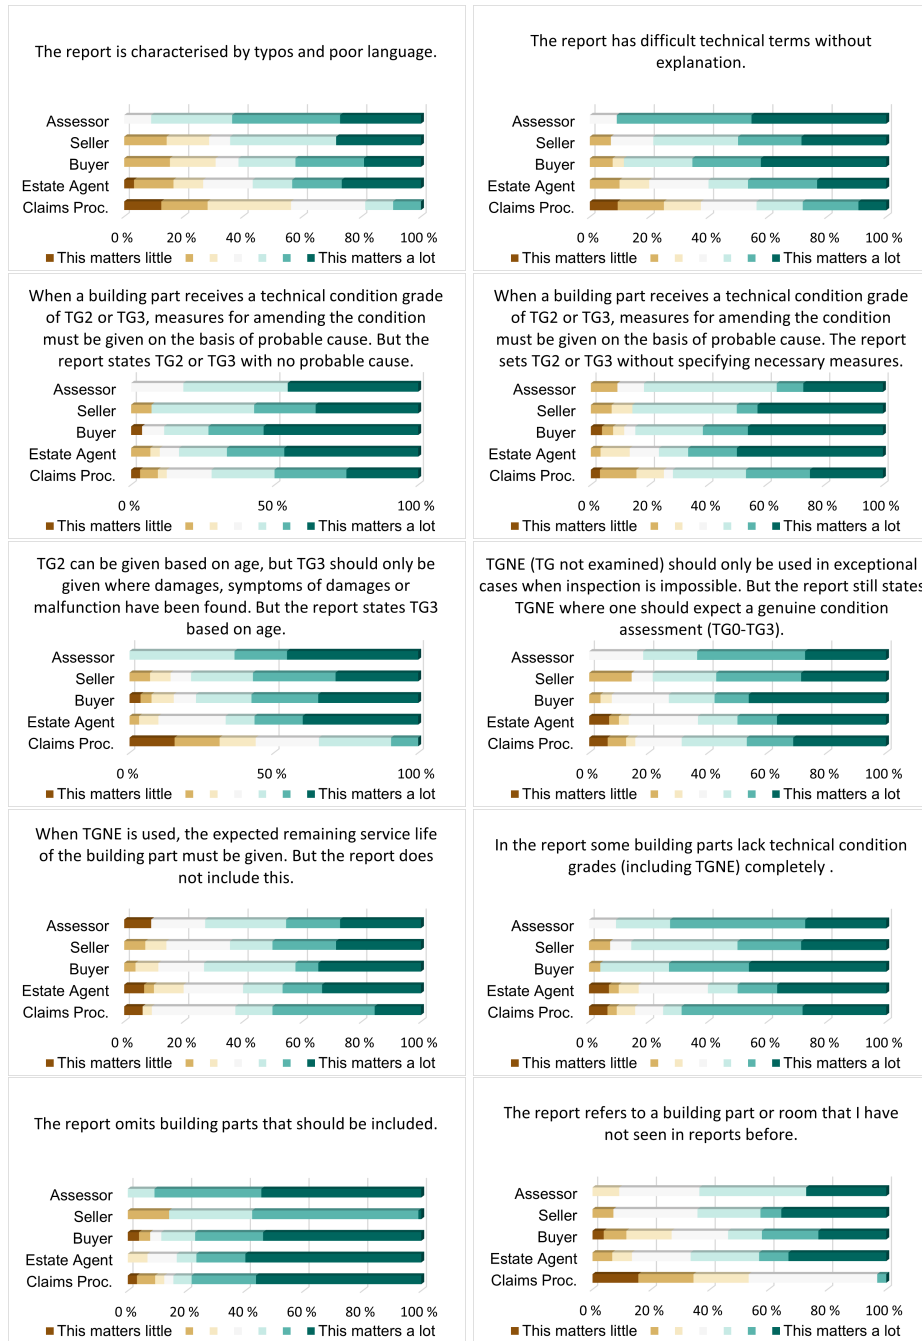 The report is characterised by typos and poor language.
Assessor
Seller
Buyer
Estate Agent
Claims Proc.
0 % 20 % 40 % 60 % 80 % 100 %
This matters little This matters a lot
The report has difficult technical terms without
explanation.
Assessor
Seller
Buyer
Estate Agent
Claims Proc.
0 % 20 % 40 % 60 % 80 % 100 %
This matters little This matters a lot
When a building part receives a technical condition grade
of TG2 or TG3, measures for amending the condition
must be given on the basis of probable cause. But the
report states TG2 or TG3 with no probable cause.
Assessor
Seller
Buyer
Estate Agent
Claims Proc.
0 % 50 % 100 %
This matters little This matters a lot
When a building part receives a technical condition grade
of TG2 or TG3, measures for amending the condition
must be given on the basis of probable cause. The report
sets TG2 or TG3 without specifying necessary measures.
Assessor
Seller
Buyer
Estate Agent
Claims Proc.
0 % 20 % 40 % 60 % 80 % 100 %
This matters little This matters a lot
TG2 can be given based on age, but TG3 should only be
given where damages, symptoms of damages or
malfunction have been found. But the report states TG3
based on age.
Assessor
Seller
Buyer
Estate Agent
Claims Proc.
0 % 50 % 100 %
This matters little This matters a lot
TGNE (TG not examined) should only be used in exceptional
cases when inspection is impossible. But the report still states
TGNE where one should expect a genuine condition
assessment (TG0-TG3).
Assessor
Seller
Buyer
Estate Agent
Claims Proc.
0 % 20 % 40 % 60 % 80 % 100 %
This matters little This matters a lot
When TGNE is used, the expected remaining service life
of the building part must be given. But the report does
not include this.
Assessor
Seller
Buyer
Estate Agent
Claims Proc.
0 % 20 % 40 % 60 % 80 % 100 %
This matters little This matters a lot
In the report some building parts lack technical condition
grades (including TGNE) completely .
Assessor
Seller
Buyer
Estate Agent
Claims Proc.
0 % 20 % 40 % 60 % 80 % 100 %
This matters little This matters a lot
The report omits building parts that should be included.
Assessor
Seller
Buyer
Estate Agent
Claims Proc.
0 % 20 % 40 % 60 % 80 % 100 %
This matters little This matters a lot
The report refers to a building part or room that I have
not seen in reports before.
Assessor
Seller
Buyer
Estate Agent
Claims Proc.
0 % 20 % 40 % 60 % 80 % 100 %
This matters little This matters a lot